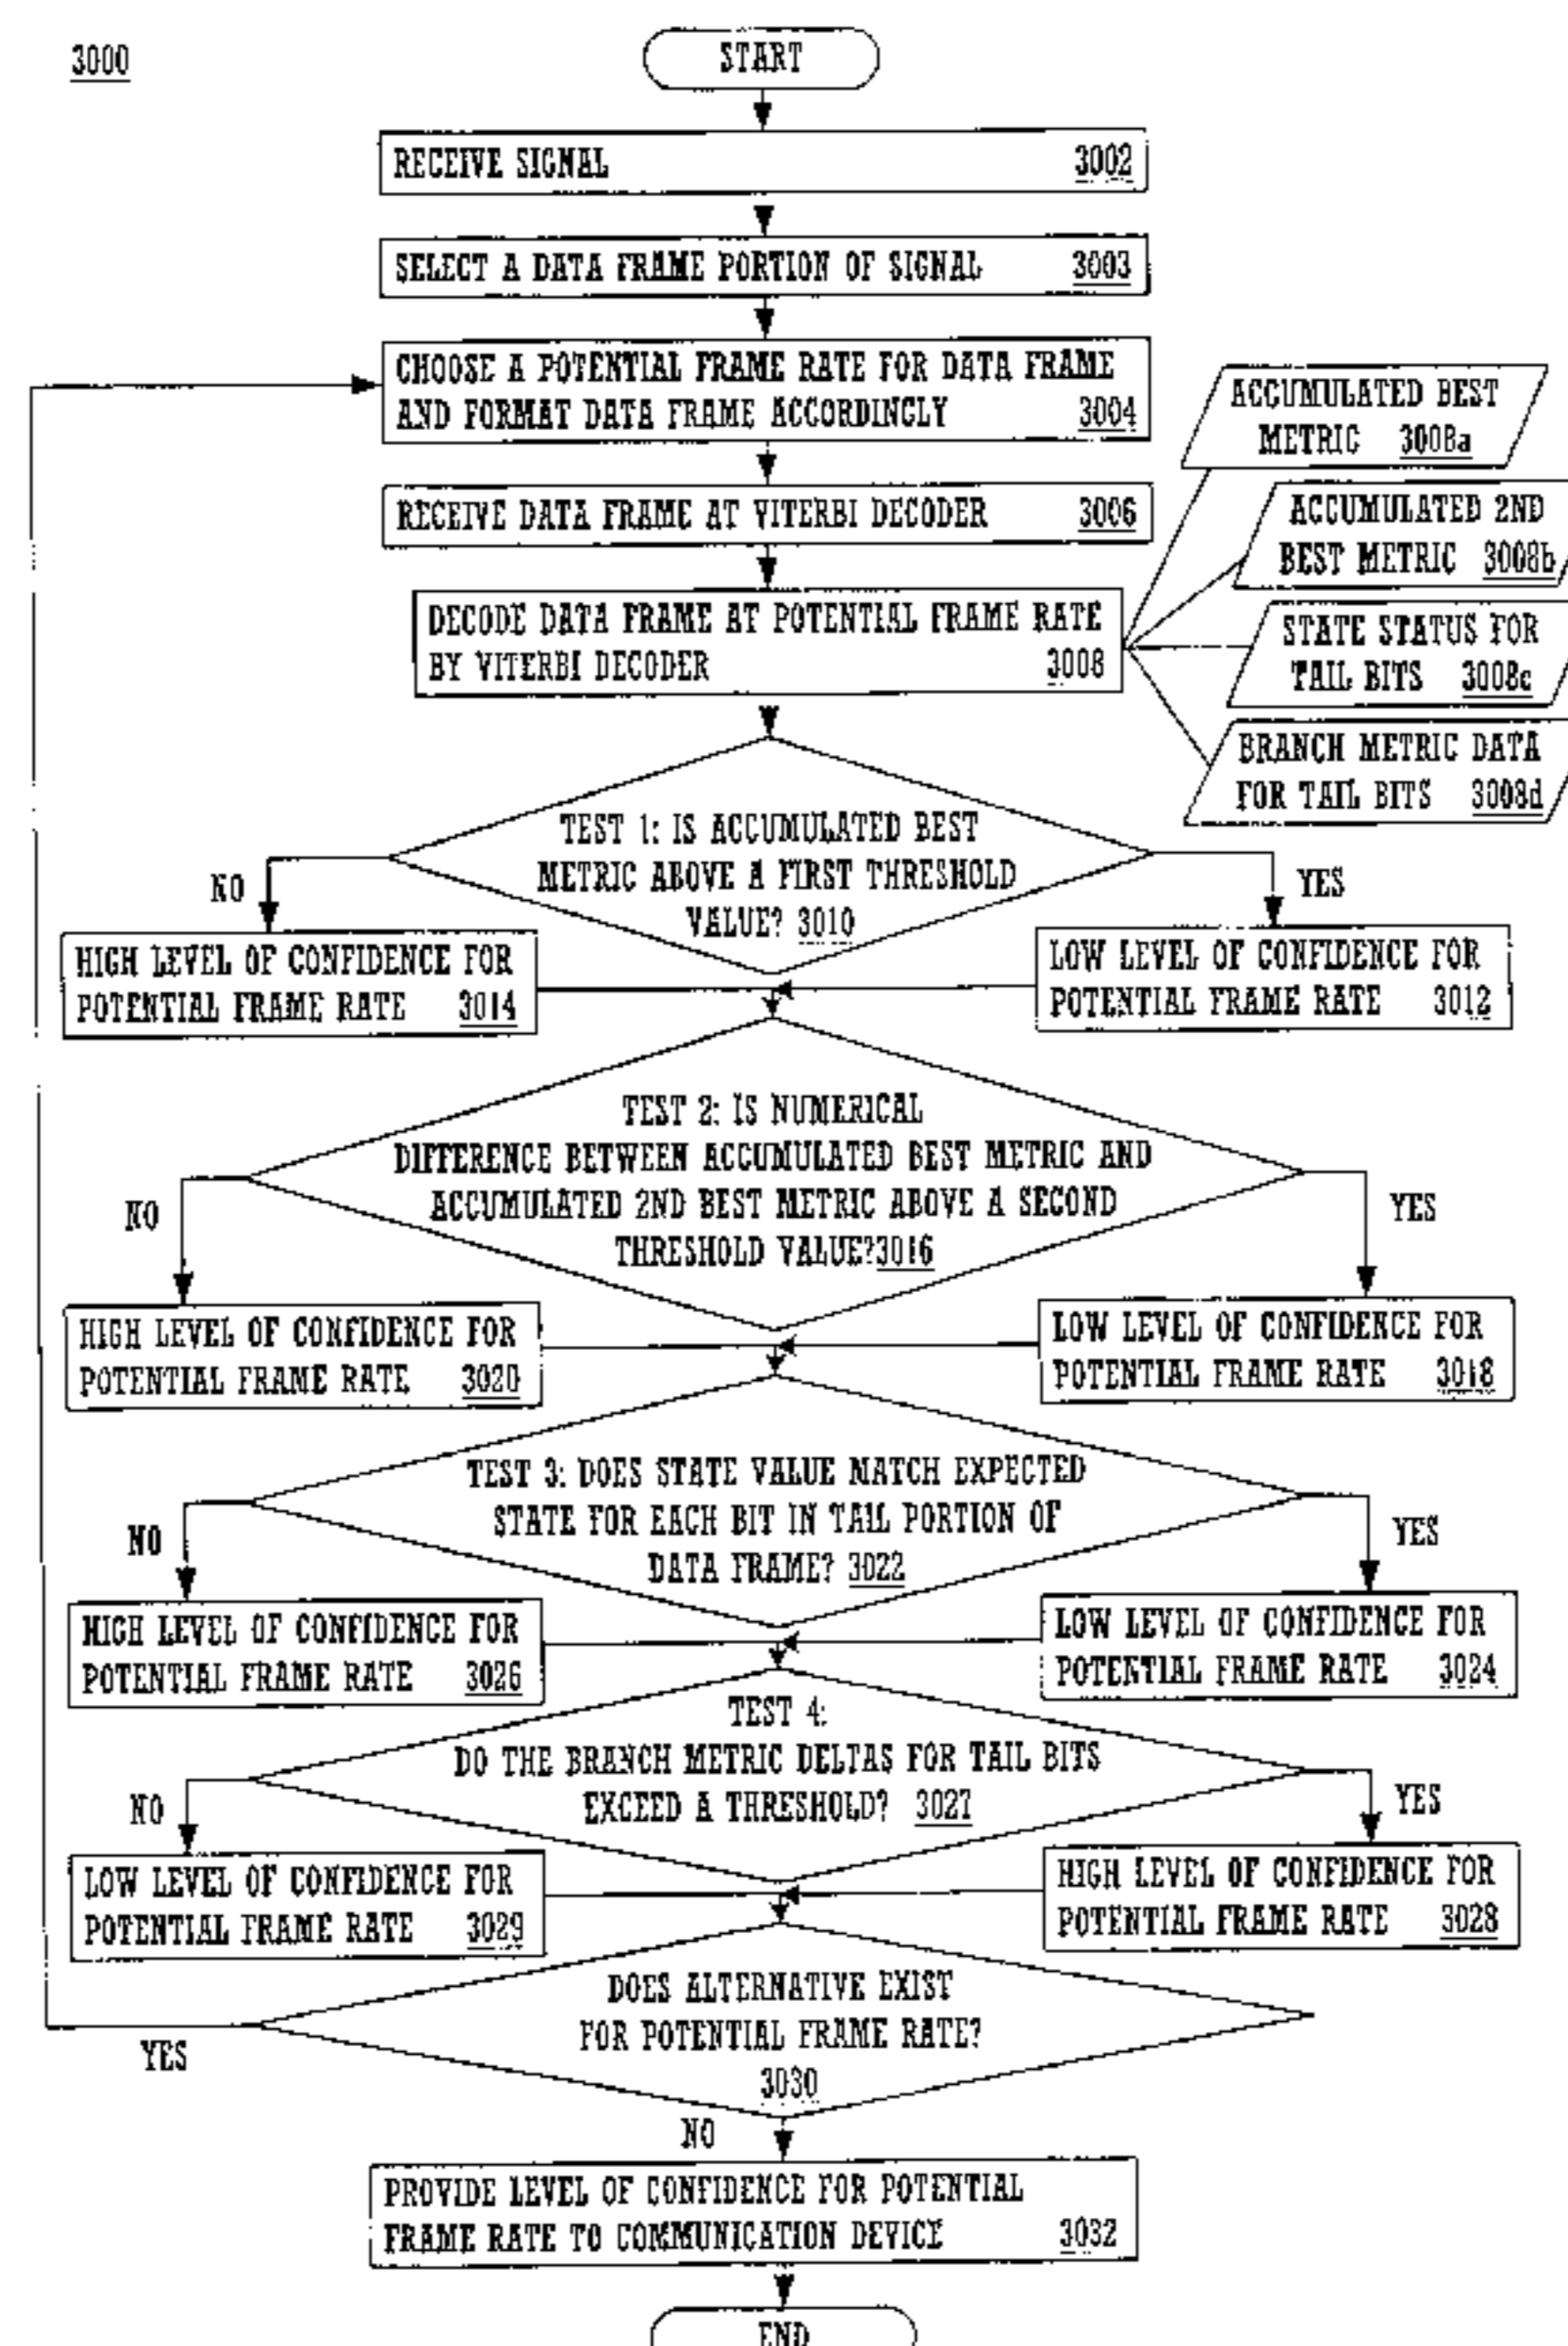 3000
START
RECEIVE SIGNAL 3002
SELECT A DATA FRAME PORTION OF SIGNAL 3003
CHOOSE A POTENTIAL FRAME RATE FOR DATA FRAME
AND FORMAT DATA FRAME ACCORDINGLY 3004
RECEIVE DATA FRAME AT VITERBI DECODER 3006
DECODE DATA FRAME AT POTENTIAL FRAME RATE
BY VITERBI DECODER 3008
ACCUMULATED BEST
METRIC 3008a
ACCUMULATED 2ND
BEST METRIC 3008b
STATE STATUS FOR
TAIL BITS 3008c
BRANCH METRIC DATA
FOR TAIL BITS 3008d
TEST 1: IS ACCUMULATED BEST
METRIC ABOVE A FIRST THRESHOLD
VALUE? 3010
NO
YES
HIGH LEVEL OF CONFIDENCE FOR
POTENTIAL FRAME RATE 3014
LOW LEVEL OF CONFIDENCE FOR
POTENTIAL FRAME RATE 3012
TEST 2: IS NUMERICAL
DIFFERENCE BETWEEN ACCUMULATED BEST METRIC AND
ACCUMULATED 2ND BEST METRIC ABOVE A SECOND
THRESHOLD VALUE?3016
NO
YES
HIGH LEVEL OF CONFIDENCE FOR
POTENTIAL FRAME RATE 3020
LOW LEVEL OF CONFIDENCE FOR
POTENTIAL FRAME RATE 3018
TEST 3: DOES STATE VALUE MATCH EXPECTED
STATE FOR EACH BIT IN TAIL PORTION OF
DATA FRAME? 3022
NO
YES
HIGH LEVEL OF CONFIDENCE FOR
POTENTIAL FRAME RATE 3026
LOW LEVEL OF CONFIDENCE FOR
POTENTIAL FRAME RATE 3024
TEST 4:
DO THE BRANCH METRIC DELTAS FOR TAIL BITS
EXCEED A THRESHOLD? 3027
NO
YES
LOW LEVEL OF CONFIDENCE FOR
POTENTIAL FRAME RATE 3029
HIGH LEVEL OF CONFIDENCE FOR
POTENTIAL FRAME RATE 3028
DOES ALTERNATIVE EXIST
FOR POTENTIAL FRAME RATE?
3030
YES
NO
PROVIDE LEVEL OF CONFIDENCE FOR POTENTIAL
FRAME RATE TO COMMUNICATION DEVICE 3032
END